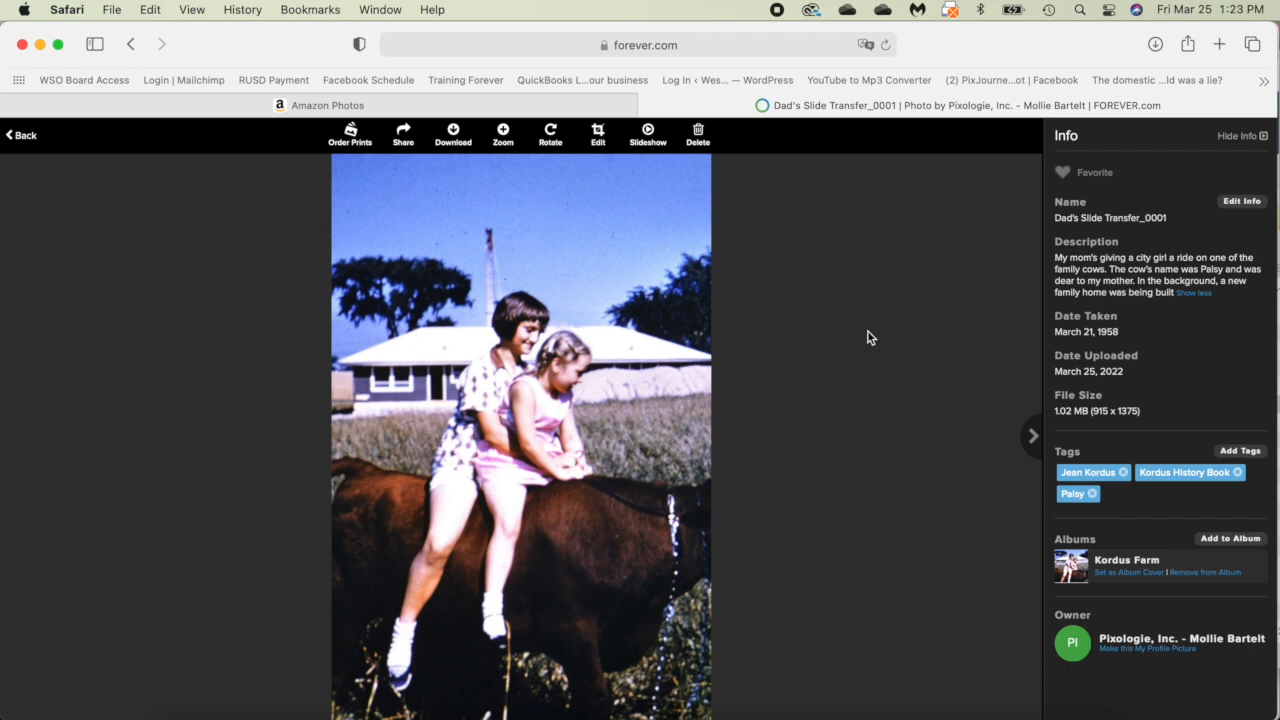 Safari File Edit View History Bookmarks Window Help Fri Mar 25 1:23 PM
forever.com
WSO Board Access Login | Mailchimp RUSD Payment Facebook Schedule Training Forever QuickBooks L...our business Log In ‹ Wes... — WordPress YouTube to Mp3 Converter (2) PixJourne...ot | Facebook The domestic ...ld was a lie?
a Amazon Photos Dad's Slide Transfer_0001 | Photo by Pixologie, Inc. - Mollie Bartelt | FOREVER.com
Back
Order Prints Share Download Zoom Rotate Edit Slideshow Delete
Info Hide Info
Favorite
Name Edit Info
Dad's Slide Transfer_0001
Description
My mom's giving a city girl a ride on one of the
family cows. The cow's name was Palsy and was
dear to my mother. In the background, a new
family home was being built Show less
Date Taken
March 21, 1958
Date Uploaded
March 25, 2022
File Size
1.02 MB (915 x 1375)
Tags Add Tags
Jean Kordus Kordus History Book
Palsy
Albums Add to Album
Kordus Farm
Set as Album Cover | Remove from Album
Owner
PI Pixologie, Inc. - Mollie Bartelt
Make this My Profile Picture